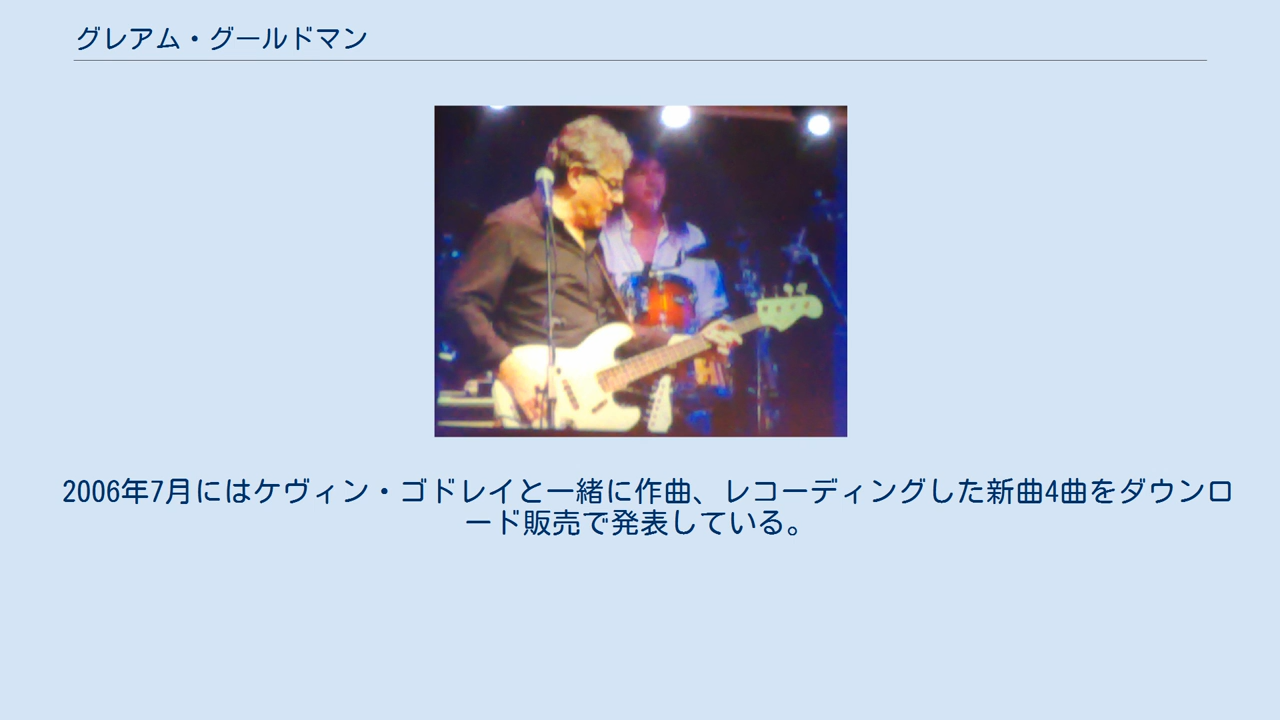 グレアム・グールドマン
2006年7月にはケヴィン・ゴドレイと一緒に作曲、レコーディングした新曲4曲をダウンロ
ード販売で発表している。